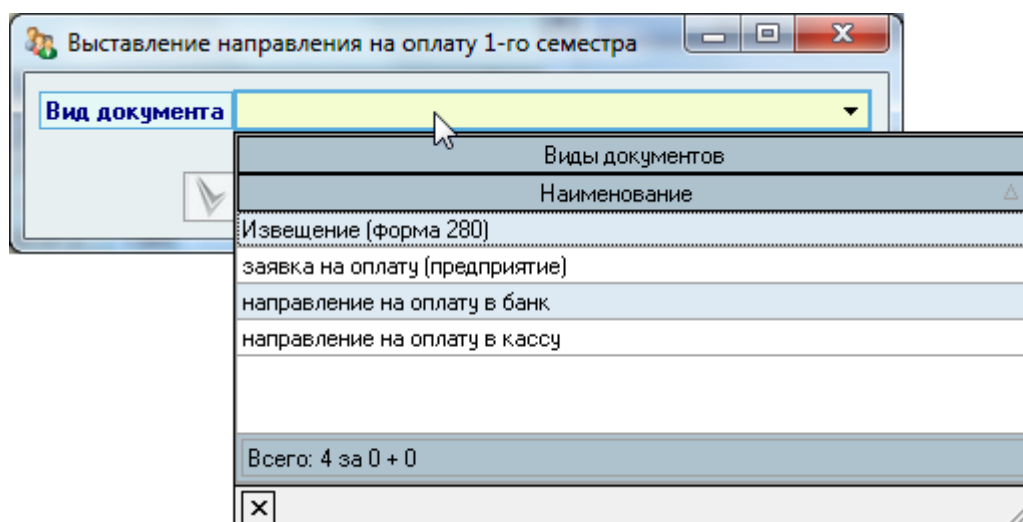 Выставление направления на оплату 1-го семестра
Вид документа
Виды документов
Наименование
Извещение (форма 280)
заявка на оплату (предприятие)
направление на оплату в банк
направление на оплату в кассу
Всего: 4 за 0 + 0